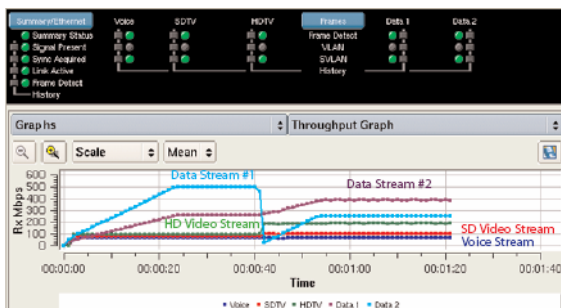 Summary/Ethernet
Voice
SDTV
HDTV
Frames
Data 1
Data 2
Summary Status
Frame Detect
Signal Present
VLAN
Sync Acquired
SVLAN
Link Active
History
Frame Detect
History
Graphs
Throughput Graph
Scale
Mean
Rx Mbps
600
500
400
300
200
100
0
Data Stream #1
Data Stream #2
HD Video Stream
SD Video Stream
Voice Stream
00:00:00
00:00:20
00:00:40
00:01:00
00:01:20
00:01:40
Time
Voice SDTV HDTV Data 1 Data 2